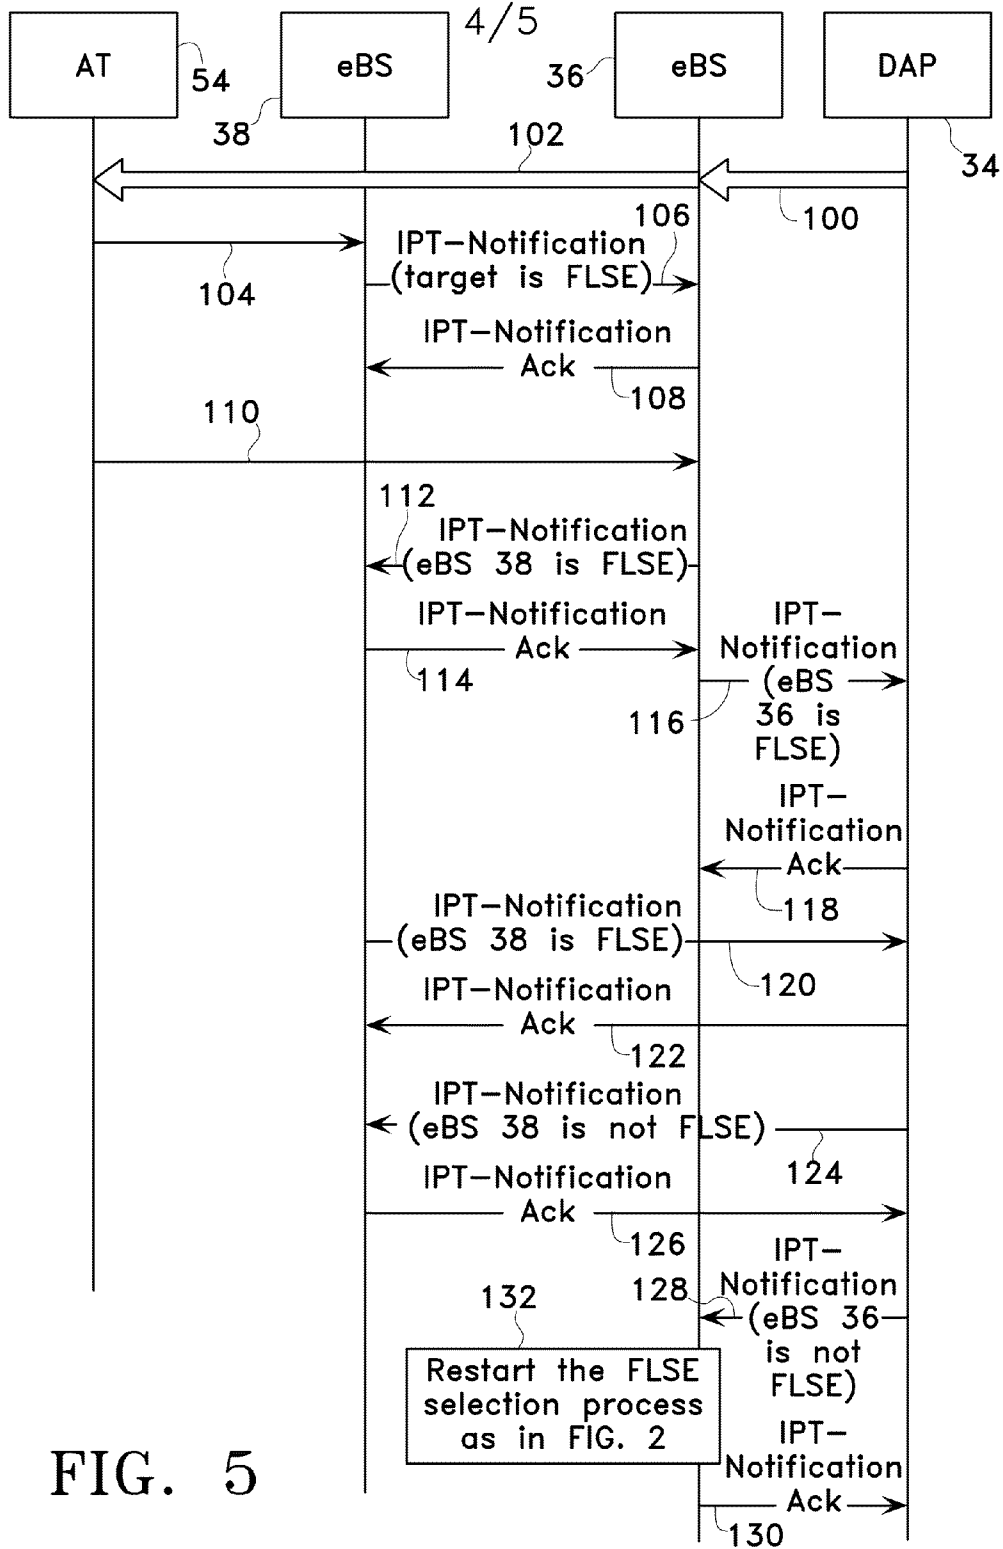 4/5
AT
eBS
eBS
DAP
54
38
36
34
102
100
106
IPT-Notification
(target is FLSE)
104
IPT-Notification
Ack
108
110
112
IPT-Notification
(eBS 38 is FLSE)
IPT-Notification
Ack
114
IPT-
Notification
(eBS
36 is
FLSE)
116
IPT-
Notification
Ack
118
IPT-Notification
(eBS 38 is FLSE)
120
IPT-Notification
Ack
122
IPT-Notification
(eBS 38 is not FLSE)
124
IPT-Notification
Ack
126
IPT-
Notification
(eBS 36
is not
FLSE)
128
132
Restart the FLSE
selection process
as in FIG. 2
IPT-
Notification
Ack
130
FIG. 5